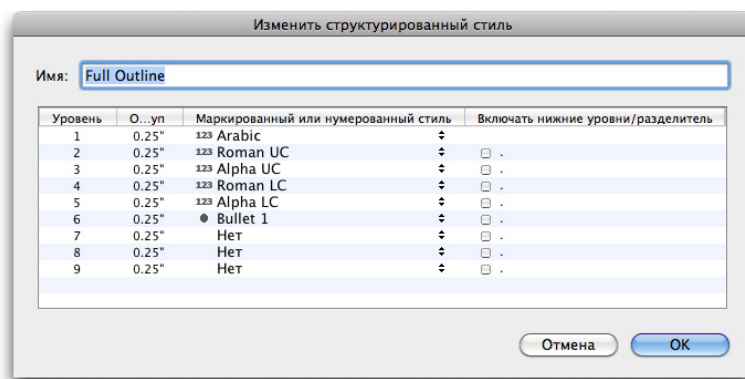 Изменить структурированный стиль
Имя: Full Outline
Уровень О...уп Маркированный или нумерованный стиль Включать нижние уровни/разделитель
1 0.25" 123 Arabic
2 0.25" 123 Roman UC .
3 0.25" 123 Alpha UC .
4 0.25" 123 Roman LC .
5 0.25" 123 Alpha LC .
6 0.25" Bullet 1 .
7 0.25" Нет .
8 0.25" Нет .
9 0.25" Нет .
Отмена OK